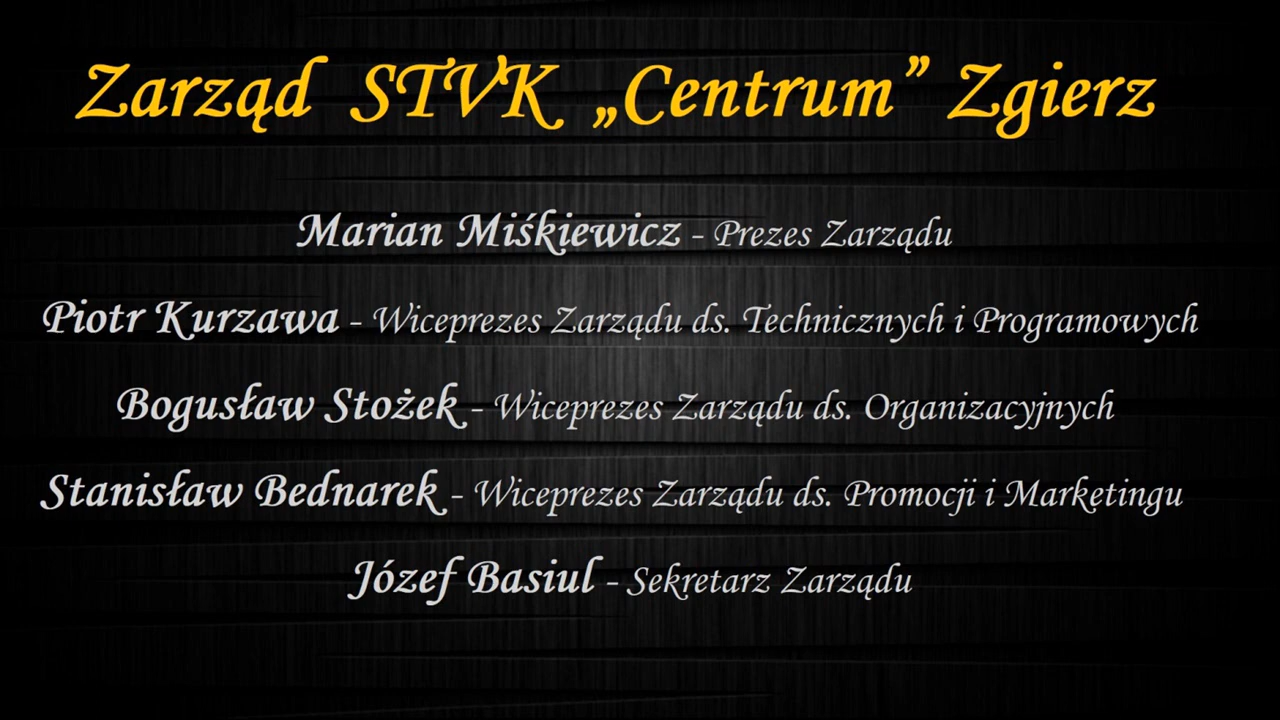 Zarząd STVK „Centrum” Zgierz
Marian Miśkiewicz - Prezes Zarządu
Piotr Kurzawa - Wiceprezes Zarządu ds. Technicznych i Programowych
Bogusław Stożek - Wiceprezes Zarządu ds. Organizacyjnych
Stanisław Bednarek - Wiceprezes Zarządu ds. Promocji i Marketingu
Józef Basiul - Sekretarz Zarządu